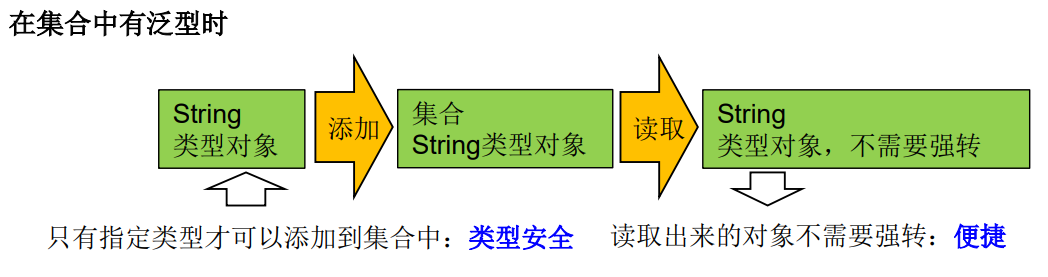 在集合中有泛型时
String
类型对象
添加
集合
String类型对象
读取
String
类型对象，不需要强转
只有指定类型才可以添加到集合中：类型安全
读取出来的对象不需要强转：便捷